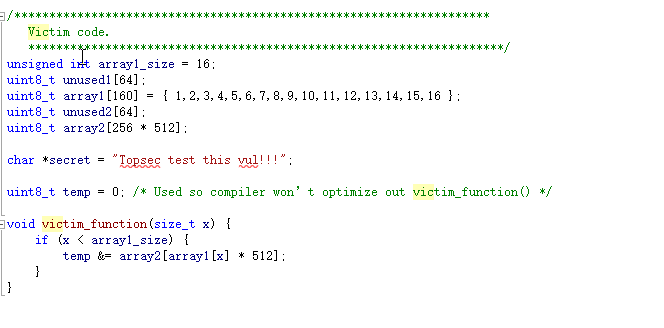 /********************************************************************
Victim code.
********************************************************************/
unsigned int array1_size = 16;
uint8_t unused1[64];
uint8_t array1[160] = { 1,2,3,4,5,6,7,8,9,10,11,12,13,14,15,16 };
uint8_t unused2[64];
uint8_t array2[256 * 512];
char *secret = "Topsec test this vul!!!";
uint8_t temp = 0; /* Used so compiler won't optimize out victim_function() */
void victim_function(size_t x) {
if (x < array1_size) {
temp &= array2[array1[x] * 512];
}
}